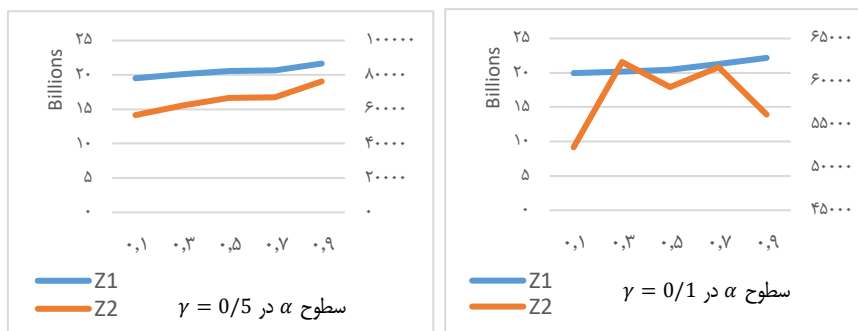 Billions
۲۵
۲۰
۱۵
۱۰
۵
۰
۱۰۰۰۰۰
۸۰۰۰۰
۶۰۰۰۰
۴۰۰۰۰
۲۰۰۰۰
۰
۰,۱ ۰,۳ ۰,۵ ۰,۷ ۰,۹
Z1
Z2
سطوح α در γ = 0/5
Billions
۲۵
۲۰
۱۵
۱۰
۵
۰
۶۵۰۰۰
۶۰۰۰۰
۵۵۰۰۰
۵۰۰۰۰
۴۵۰۰۰
۰,۱ ۰,۳ ۰,۵ ۰,۷ ۰,۹
Z1
Z2
سطوح α در γ = 0/1